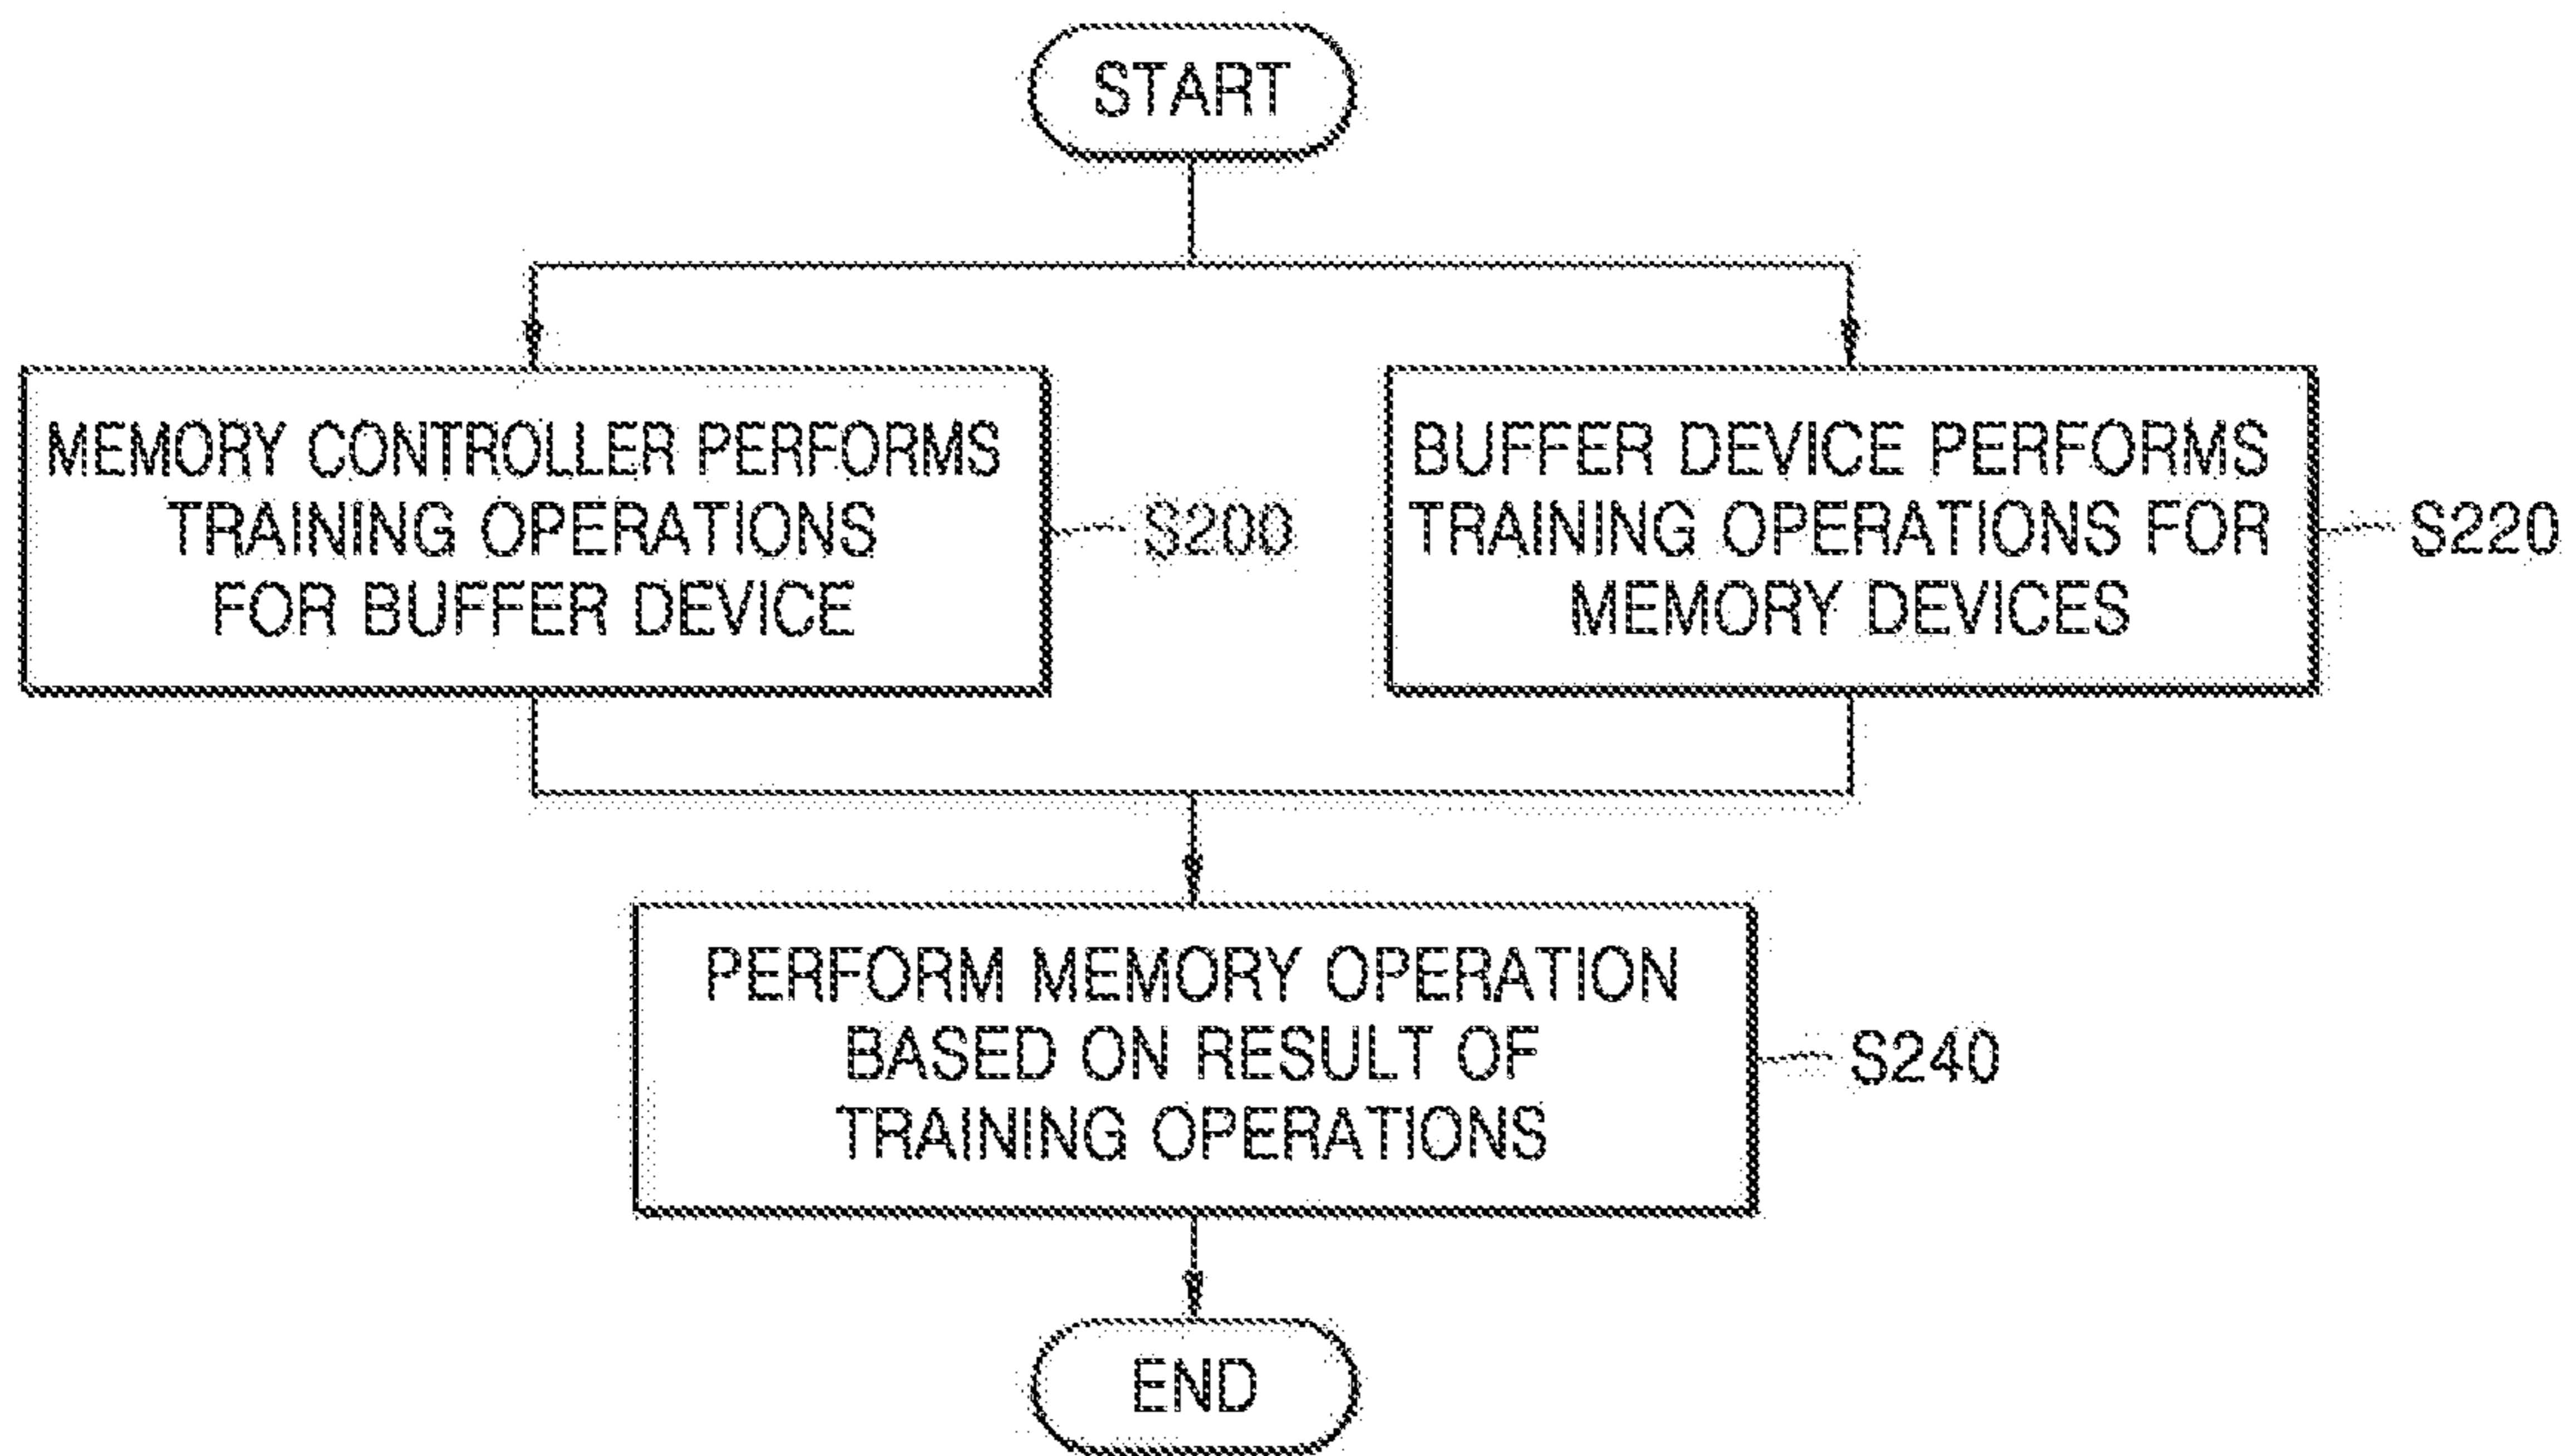 START
MEMORY CONTROLLER PERFORMS
TRAINING OPERATIONS
FOR BUFFER DEVICE
S200
BUFFER DEVICE PERFORMS
TRAINING OPERATIONS FOR
MEMORY DEVICES
S220
PERFORM MEMORY OPERATION
BASED ON RESULT OF
TRAINING OPERATIONS
S240
END